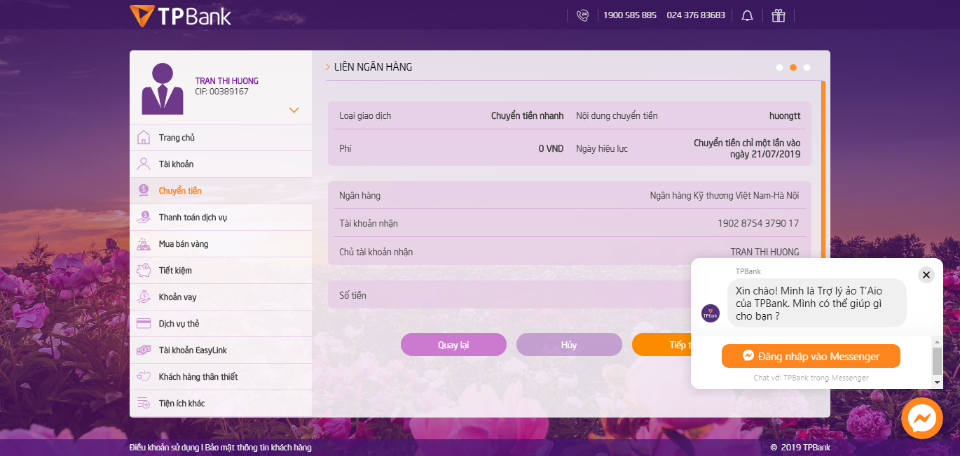 TPBank
1900 585 885 024 376 83683
TRAN THI HUONG
CIF: 00389167
Trang chủ
Tài khoản
Chuyển tiền
Thanh toán dịch vụ
Mua bán vàng
Tiết kiệm
Khoản vay
Dịch vụ thẻ
Tài khoản EasyLink
Khách hàng thân thiết
Tiện ích khác
LIÊN NGÂN HÀNG
Loại giao dịch Chuyển tiền nhanh Nội dung chuyển tiền huongtt
Phí 0 VND Ngày hiệu lực Chuyển tiền chỉ một lần vào
ngày 21/07/2019
Ngân hàng Ngân hàng Kỹ thương Việt Nam-Hà Nội
Tài khoản nhận 1902 8754 3790 17
Chủ tài khoản nhận TRAN THI HUONG
Số tiền
Quay lại Hủy Tiếp
TPBank
Xin chào! Mình là Trợ lý ảo T'Aio
của TPBank. Mình có thể giúp gì
cho bạn ?
TPBank
Đăng nhập vào Messenger
Chat với TPBank trong Messenger
Điều khoản sử dụng | Bảo mật thông tin khách hàng
© 2019 TPBank